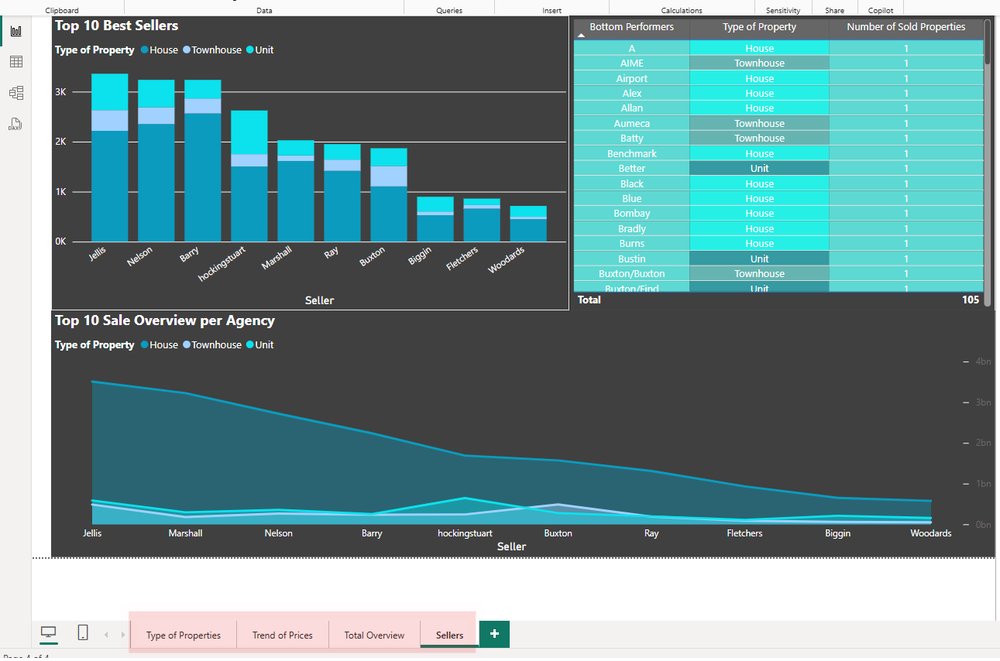 Clipboard Data Queries Insert Calculations Sensitivity Share Copilot
Top 10 Best Sellers
Type of Property House Townhouse Unit
3K
2K
1K
0K
Jellis Nelson Barry hockingstuart Marshall Ray Buxton Biggin Fletchers Woodards
Seller
Bottom Performers Type of Property Number of Sold Properties
A House 1
AIME Townhouse 1
Airport House 1
Alex House 1
Allan House 1
Aumeca Townhouse 1
Batty Townhouse 1
Benchmark House 1
Better Unit 1
Black House 1
Blue House 1
Bombay House 1
Bradly House 1
Burns House 1
Bustin Unit 1
Buxton/Buxton Townhouse 1
Buxton/Find Unit 1
Total 105
Top 10 Sale Overview per Agency
Type of Property House Townhouse Unit
4bn
3bn
2bn
1bn
0bn
Jellis Marshall Nelson Barry hockingstuart Buxton Ray Fletchers Biggin Woodards
Seller
Type of Properties Trend of Prices Total Overview Sellers +
Page 4 of 4
DAX